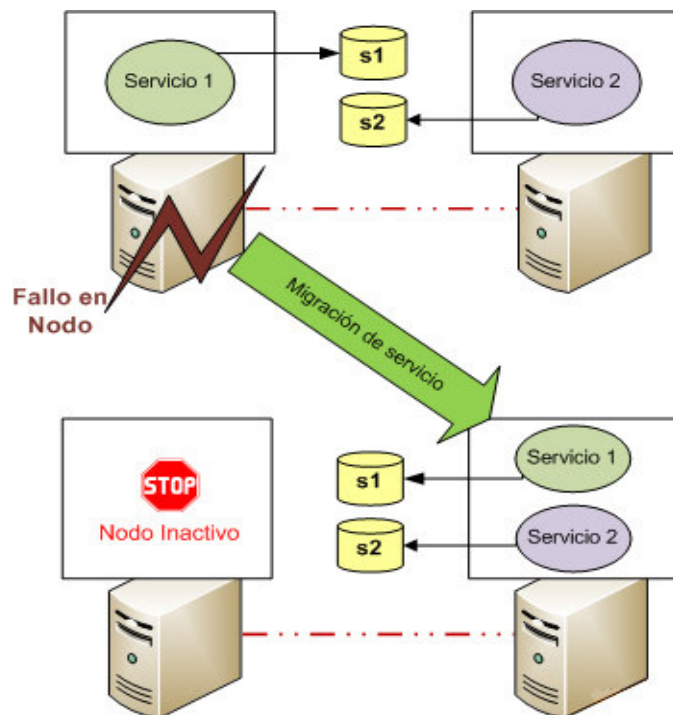 Servicio 1
s1
s2
Servicio 2
Fallo en
Nodo
Migración de servicio
STOP
Nodo Inactivo
s1
s2
Servicio 1
Servicio 2